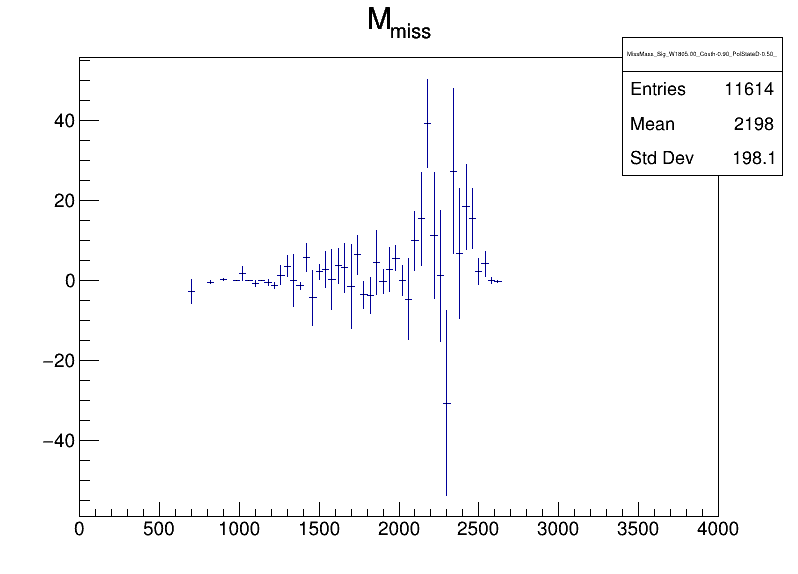 M_miss
MissMass_Sig_W1805.00_Costh-0.90_PolStateD-0.50_
Entries 11614
Mean 2198
Std Dev 198.1
40
20
0
−20
−40
0 500 1000 1500 2000 2500 3000 3500 4000